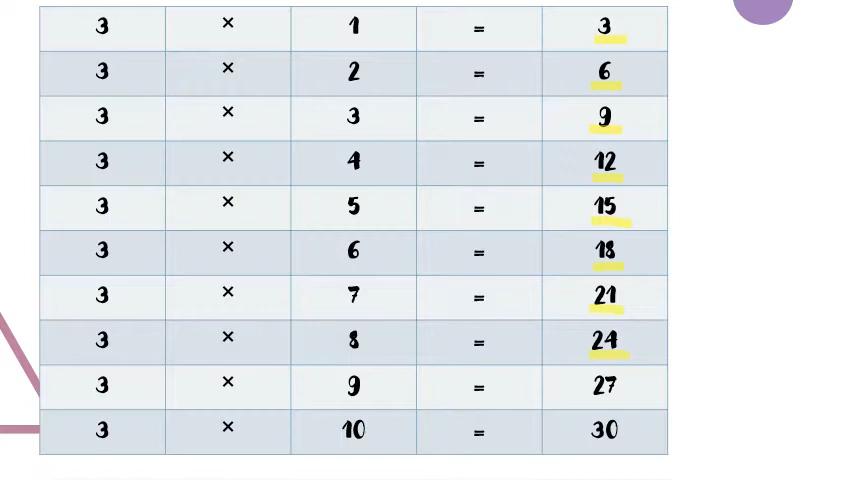 3 × 1 = 3
3 × 2 = 6
3 × 3 = 9
3 × 4 = 12
3 × 5 = 15
3 × 6 = 18
3 × 7 = 21
3 × 8 = 24
3 × 9 = 27
3 × 10 = 30